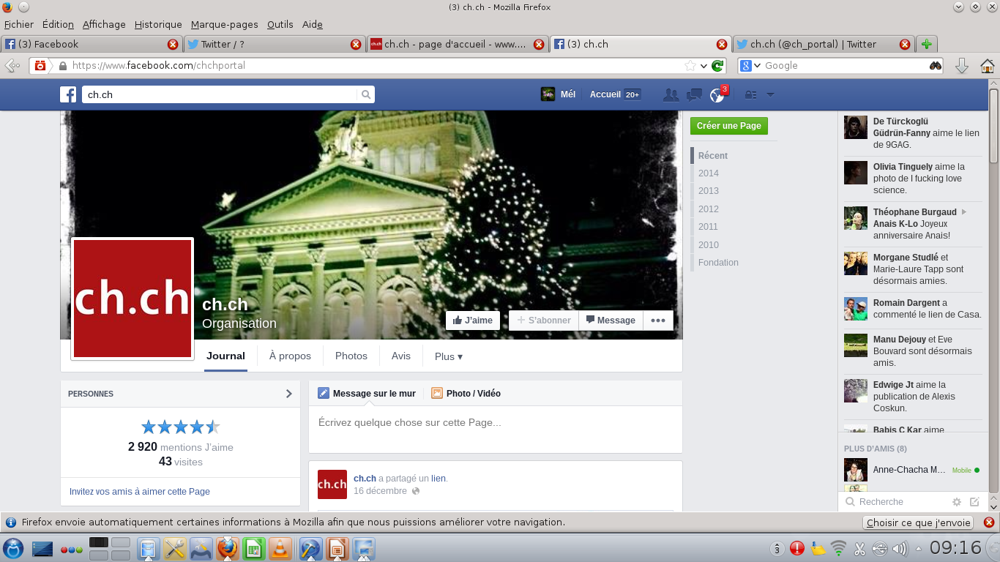 (3) ch.ch - Mozilla Firefox
Fichier Édition Affichage Historique Marque-pages Outils Aide
(3) Facebook
Twitter / ?
ch.ch - page d'accueil - www....
(3) ch.ch
ch.ch (@ch_portal) | Twitter
https://www.facebook.com/chchportal
Google
ch.ch
Mél
Accueil 20+
3
ch.ch
ch.ch
Organisation
J'aime
S'abonner
Message
Journal
À propos
Photos
Avis
Plus
PERSONNES
2 920 mentions J'aime
43 visites
Invitez vos amis à aimer cette Page
Message sur le mur
Photo / Vidéo
Écrivez quelque chose sur cette Page...
ch.ch
ch.ch a partagé un lien.
16 décembre
Créer une Page
Récent
2014
2013
2012
2011
2010
Fondation
De Türckoglü
Güdrün-Fanny aime le lien
de 9GAG.
Olivia Tinguely aime la
photo de I fucking love
science.
Théophane Burgaud
Anais K-Lo Joyeux
anniversaire Anais!
Morgane Studlé et
Marie-Laure Tapp sont
désormais amies.
Romain Dargent a
commenté le lien de Casa.
Manu Dejouy et Eve
Bouvard sont désormais
amis.
Edwige Jt aime la
publication de Alexis
Coskun.
Babis C Kar aime
PLUS D'AMIS (8)
Anne-Chacha M... Mobile
Recherche
Firefox envoie automatiquement certaines informations à Mozilla afin que nous puissions améliorer votre navigation.
Choisir ce que j'envoie
3
09:16